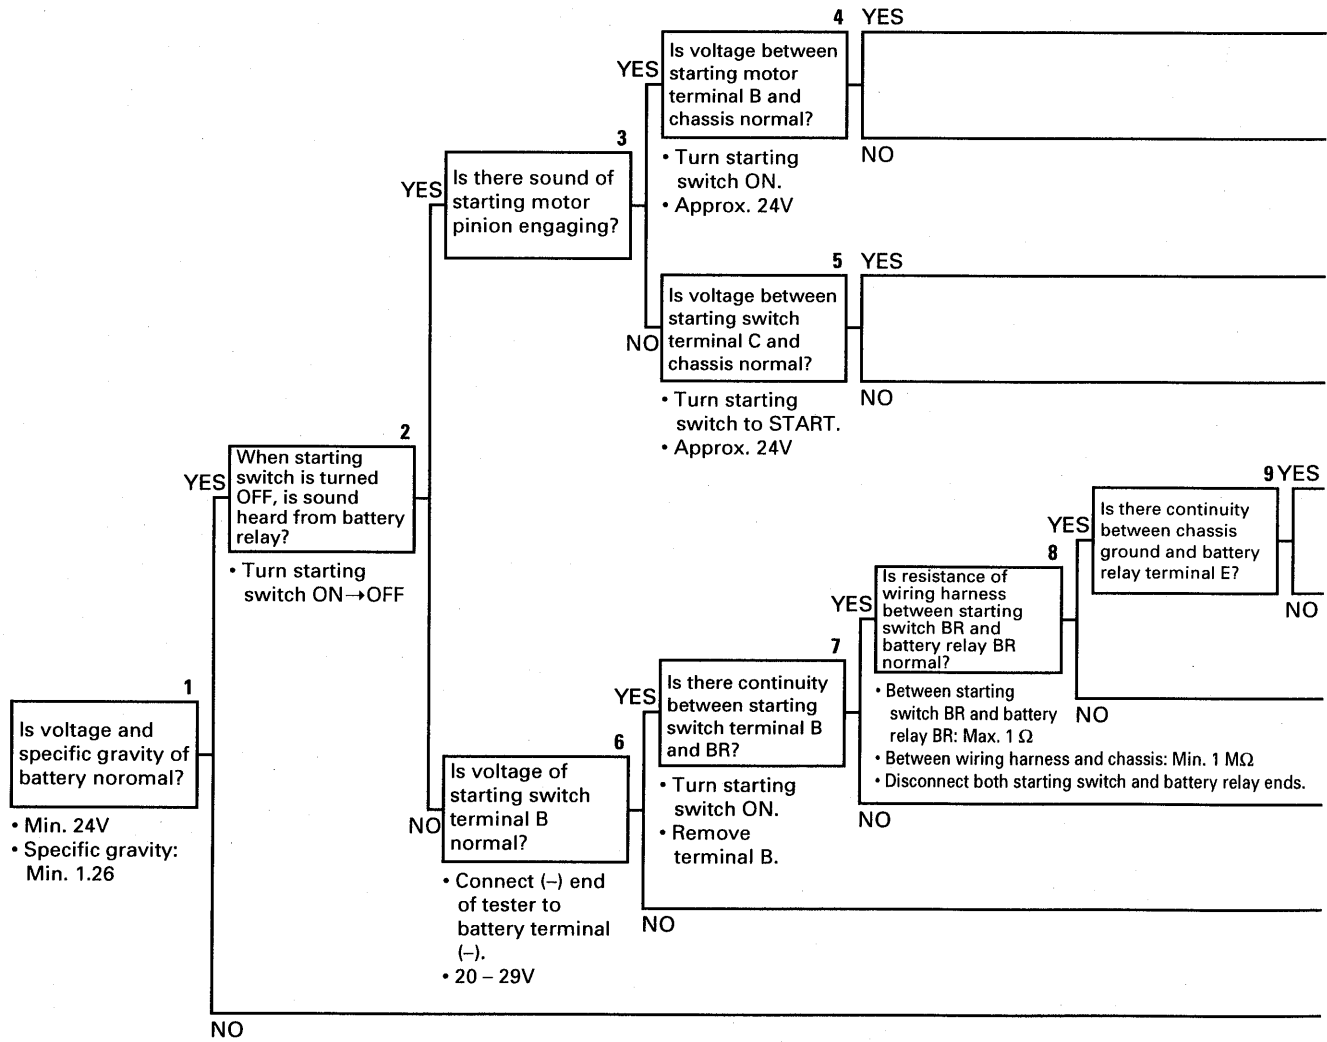 1
Is voltage and
specific gravity of
battery noromal?
• Min. 24V
• Specific gravity:
Min. 1.26
YES
NO
2
When starting
switch is turned
OFF, is sound
heard from battery
relay?
• Turn starting
switch ON→OFF
YES
NO
3
Is there sound of
starting motor
pinion engaging?
YES
NO
4
Is voltage between
starting motor
terminal B and
chassis normal?
• Turn starting
switch ON.
• Approx. 24V
YES
NO
5
Is voltage between
starting switch
terminal C and
chassis normal?
• Turn starting
switch to START.
• Approx. 24V
YES
NO
6
Is voltage of
starting switch
terminal B
normal?
• Connect (–) end
of tester to
battery terminal
(–).
• 20 – 29V
YES
NO
7
Is there continuity
between starting
switch terminal B
and BR?
• Turn starting
switch ON.
• Remove
terminal B.
YES
NO
8
Is resistance of
wiring harness
between starting
switch BR and
battery relay BR
normal?
• Between starting
switch BR and battery
relay BR: Max. 1 Ω
• Between wiring harness and chassis: Min. 1 MΩ
• Disconnect both starting switch and battery relay ends.
YES
NO
9
Is there continuity
between chassis
ground and battery
relay terminal E?
YES
NO